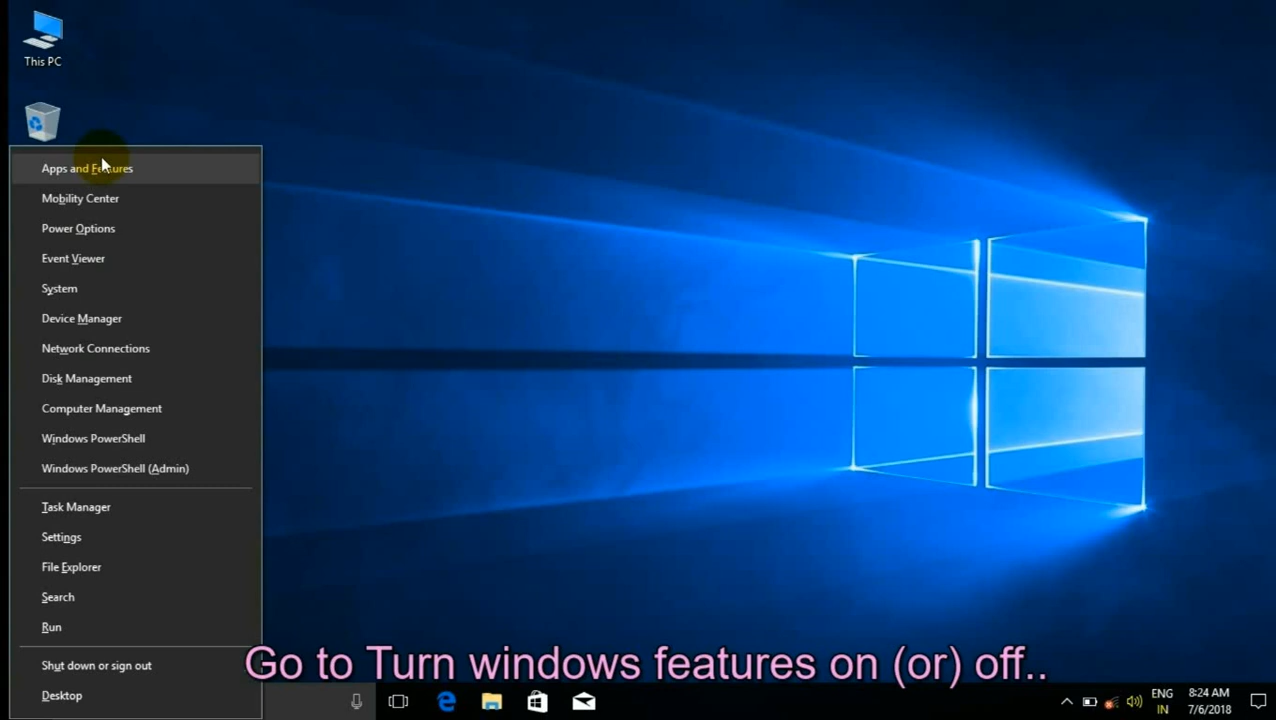 This PC
Apps and Features
Mobility Center
Power Options
Event Viewer
System
Device Manager
Network Connections
Disk Management
Computer Management
Windows PowerShell
Windows PowerShell (Admin)
Task Manager
Settings
File Explorer
Search
Run
Shut down or sign out
Desktop
Go to Turn windows features on (or) off..
ENG
IN
8:24 AM
7/6/2018